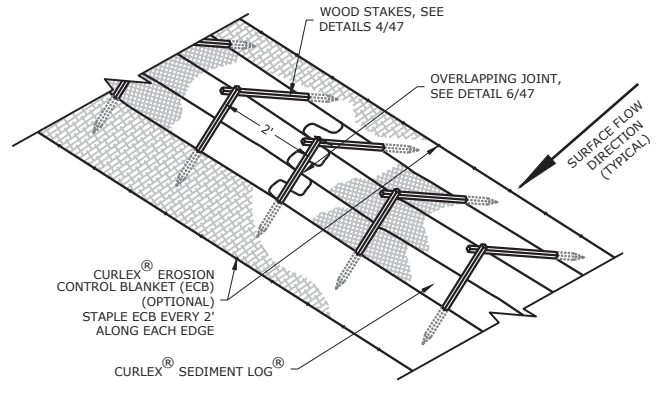 WOOD STAKES, SEE
DETAILS 4/47
OVERLAPPING JOINT,
SEE DETAIL 6/47
2'
SURFACE FLOW
DIRECTION
(TYPICAL)
CURLEX® EROSION
CONTROL BLANKET (ECB)
(OPTIONAL)
STAPLE ECB EVERY 2'
ALONG EACH EDGE
CURLEX® SEDIMENT LOG®